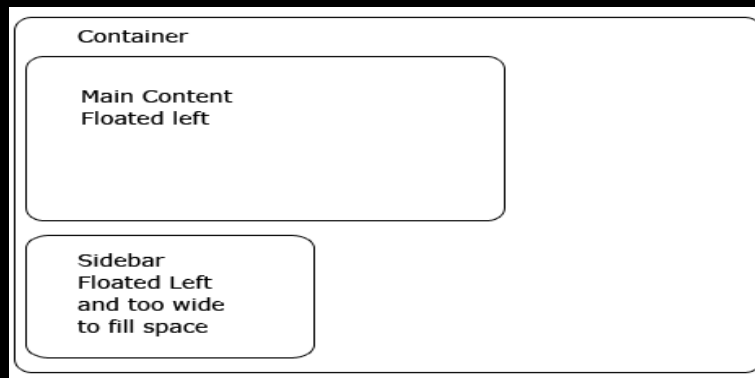 Container
Main Content
Floated left
Sidebar
Floated Left
and too wide
to fill space